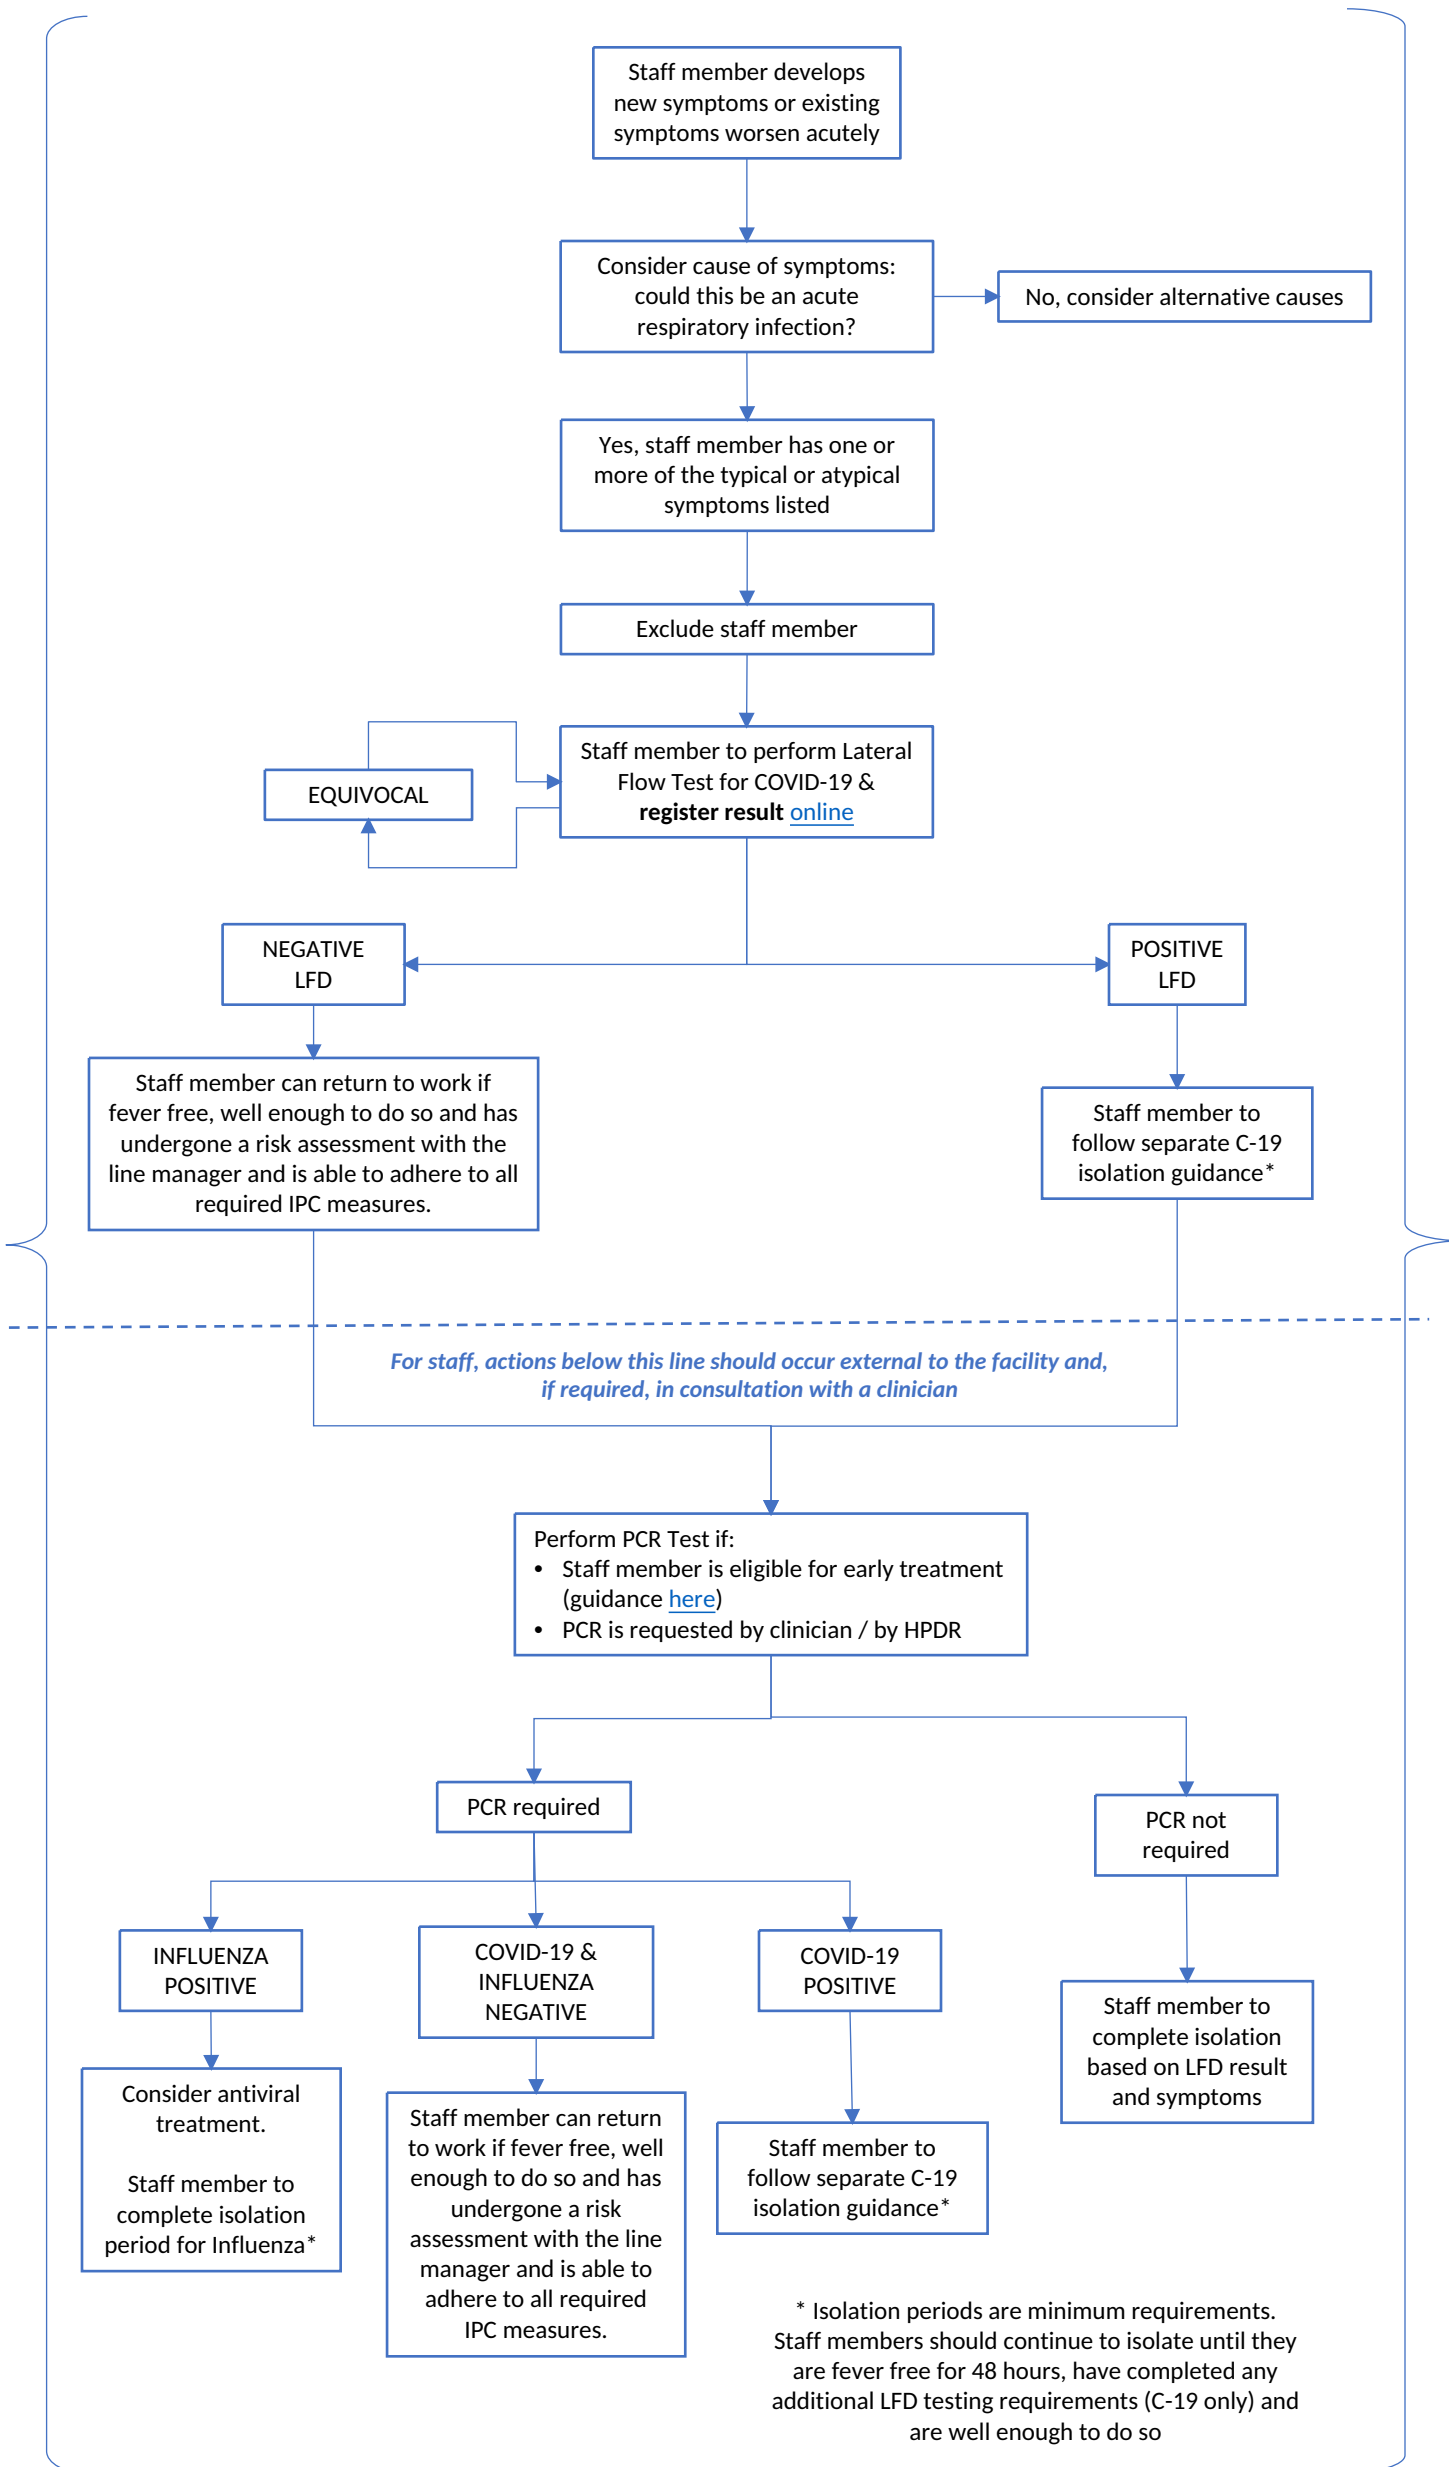 Staff member develops
new symptoms or existing
symptoms worsen acutely
Consider cause of symptoms:
could this be an acute
respiratory infection?
No, consider alternative causes
Yes, staff member has one or
more of the typical or atypical
symptoms listed
Exclude staff member
Staff member to perform Lateral
Flow Test for COVID-19 &
register result online
EQUIVOCAL
NEGATIVE
LFD
POSITIVE
LFD
Staff member can return to work if
fever free, well enough to do so and has
undergone a risk assessment with the
line manager and is able to adhere to all
required IPC measures.
Staff member to
follow separate C-19
isolation guidance*
For staff, actions below this line should occur external to the facility and,
if required, in consultation with a clinician
Perform PCR Test if:
• Staff member is eligible for early treatment
(guidance here)
• PCR is requested by clinician / by HPDR
PCR required
PCR not
required
INFLUENZA
POSITIVE
COVID-19 &
INFLUENZA
NEGATIVE
COVID-19
POSITIVE
Staff member to
complete isolation
based on LFD result
and symptoms
Consider antiviral
treatment.
Staff member to
complete isolation
period for Influenza*
Staff member can return
to work if fever free, well
enough to do so and has
undergone a risk
assessment with the line
manager and is able to
adhere to all required
IPC measures.
Staff member to
follow separate C-19
isolation guidance*
* Isolation periods are minimum requirements.
Staff members should continue to isolate until they
are fever free for 48 hours, have completed any
additional LFD testing requirements (C-19 only) and
are well enough to do so